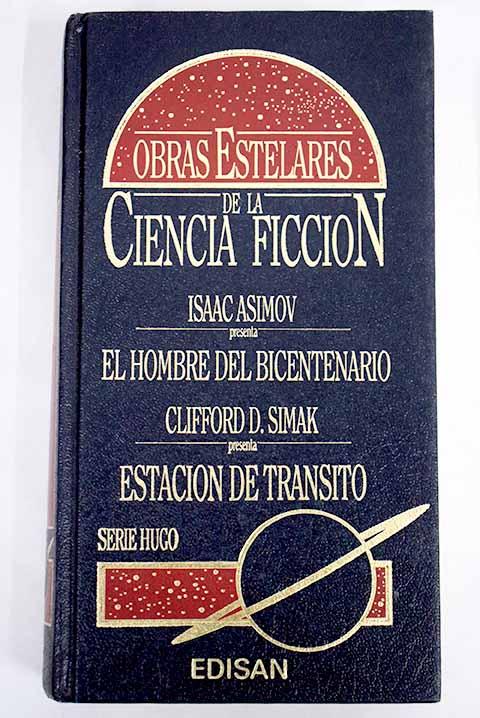 OBRAS ESTELARES
DE LA
CIENCIA FICCION
ISAAC ASIMOV
presenta
EL HOMBRE DEL BICENTENARIO
CLIFFORD D. SIMAK
presenta
ESTACION DE TRANSITO
SERIE HUGO
EDISAN